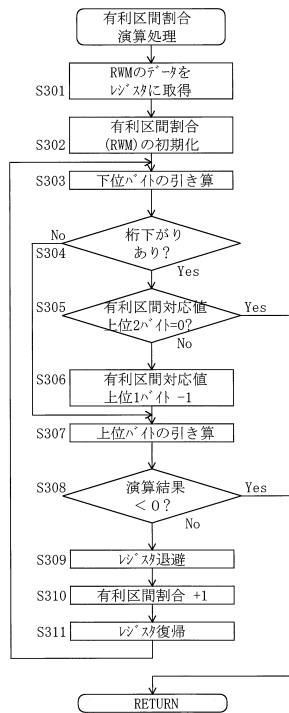 有利区間割合
演算処理
RWMのデータを
レジスタに取得
S301
有利区間割合
(RWM)の初期化
S302
下位バイトの引き算
S303
No
桁下がり
あり?
S304
Yes
S305
有利区間対応値
上位2バイト=0?
Yes
No
S306
有利区間対応値
上位1バイト -1
S307
上位バイトの引き算
S308
演算結果
<0?
Yes
No
S309
レジスタ退避
S310
有利区間割合 +1
S311
レジスタ復帰
RETURN